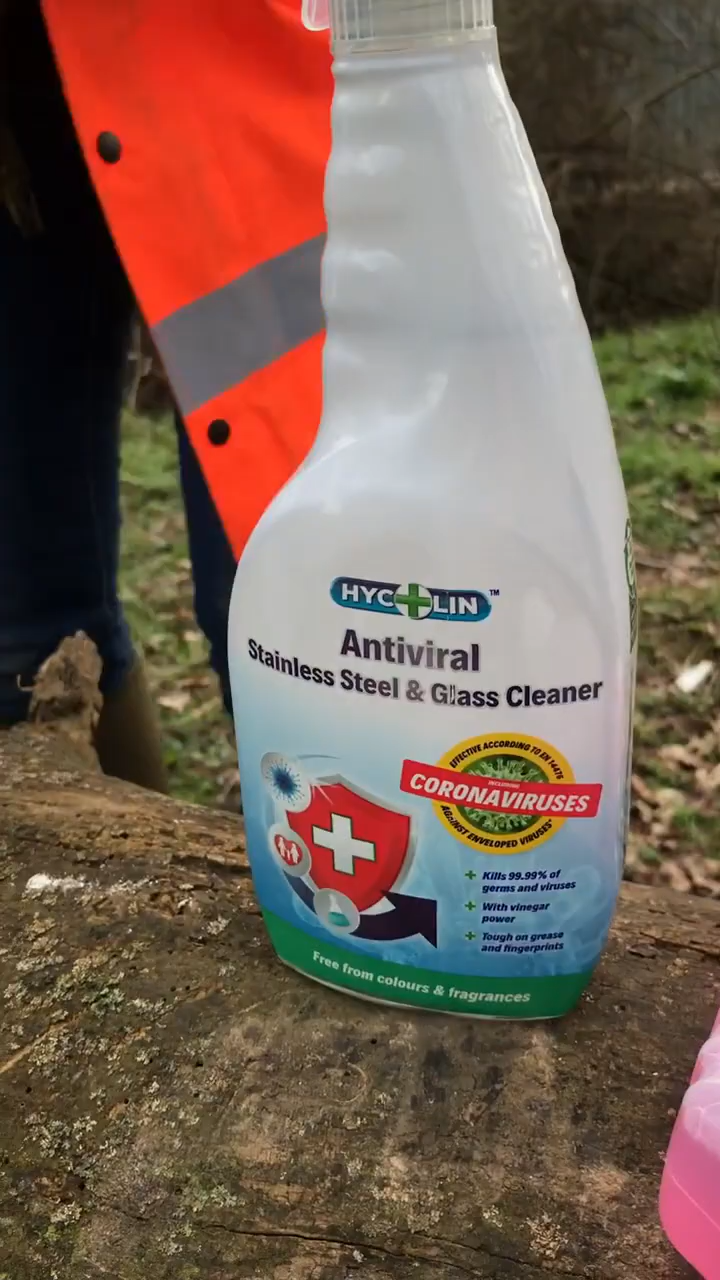 HYCOLIN™
Antiviral
Stainless Steel & Glass Cleaner
EFFECTIVE ACCORDING TO EN 14476
INCLUDING
CORONAVIRUSES
AGAINST ENVELOPED VIRUSES*
Kills 99.99% of
germs and viruses
With vinegar
power
Tough on grease
and fingerprints
Free from colours & fragrances